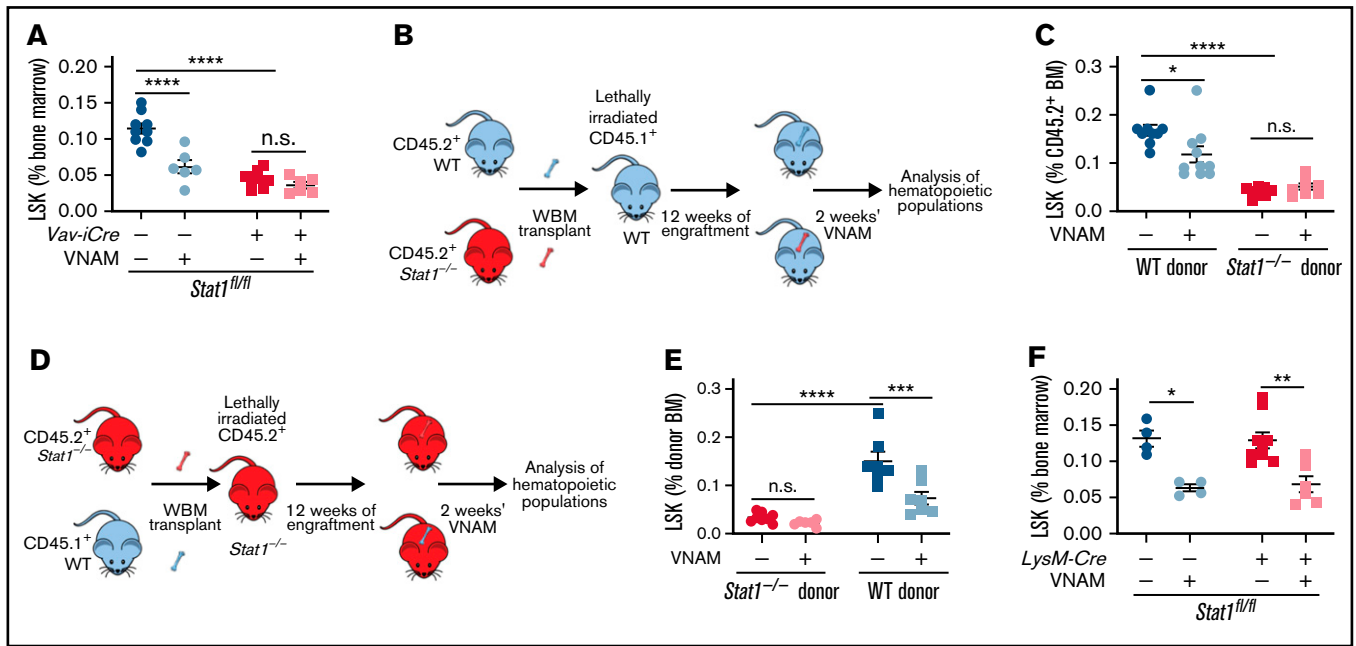 A
LSK (% bone marrow)
0.20
0.15
0.10
0.05
0.00
****
****
n.s.
Vav-iCre – – + +
VNAM – + – +
Stat1fl/fl
B
CD45.2+
WT
CD45.2+
Stat1–/–
WBM
transplant
Lethally
irradiated
CD45.1+
WT
12 weeks of
engraftment
2 weeks'
VNAM
Analysis of
hematopoietic
populations
C
LSK (% CD45.2+ BM)
0.3
0.2
0.1
0.0
****
*
n.s.
VNAM – + – +
WT donor Stat1–/– donor
D
CD45.2+
Stat1–/–
CD45.1+
WT
WBM
transplant
Lethally
irradiated
CD45.2+
Stat1–/–
12 weeks of
engraftment
2 weeks'
VNAM
Analysis of
hematopoietic
populations
E
LSK (% donor BM)
0.3
0.2
0.1
0.0
**** ***
n.s.
VNAM – + – +
Stat1–/– donor WT donor
F
LSK (% bone marrow)
0.20
0.15
0.10
0.05
0.00
* **
LysM-Cre – – + +
VNAM – + – +
Stat1fl/fl